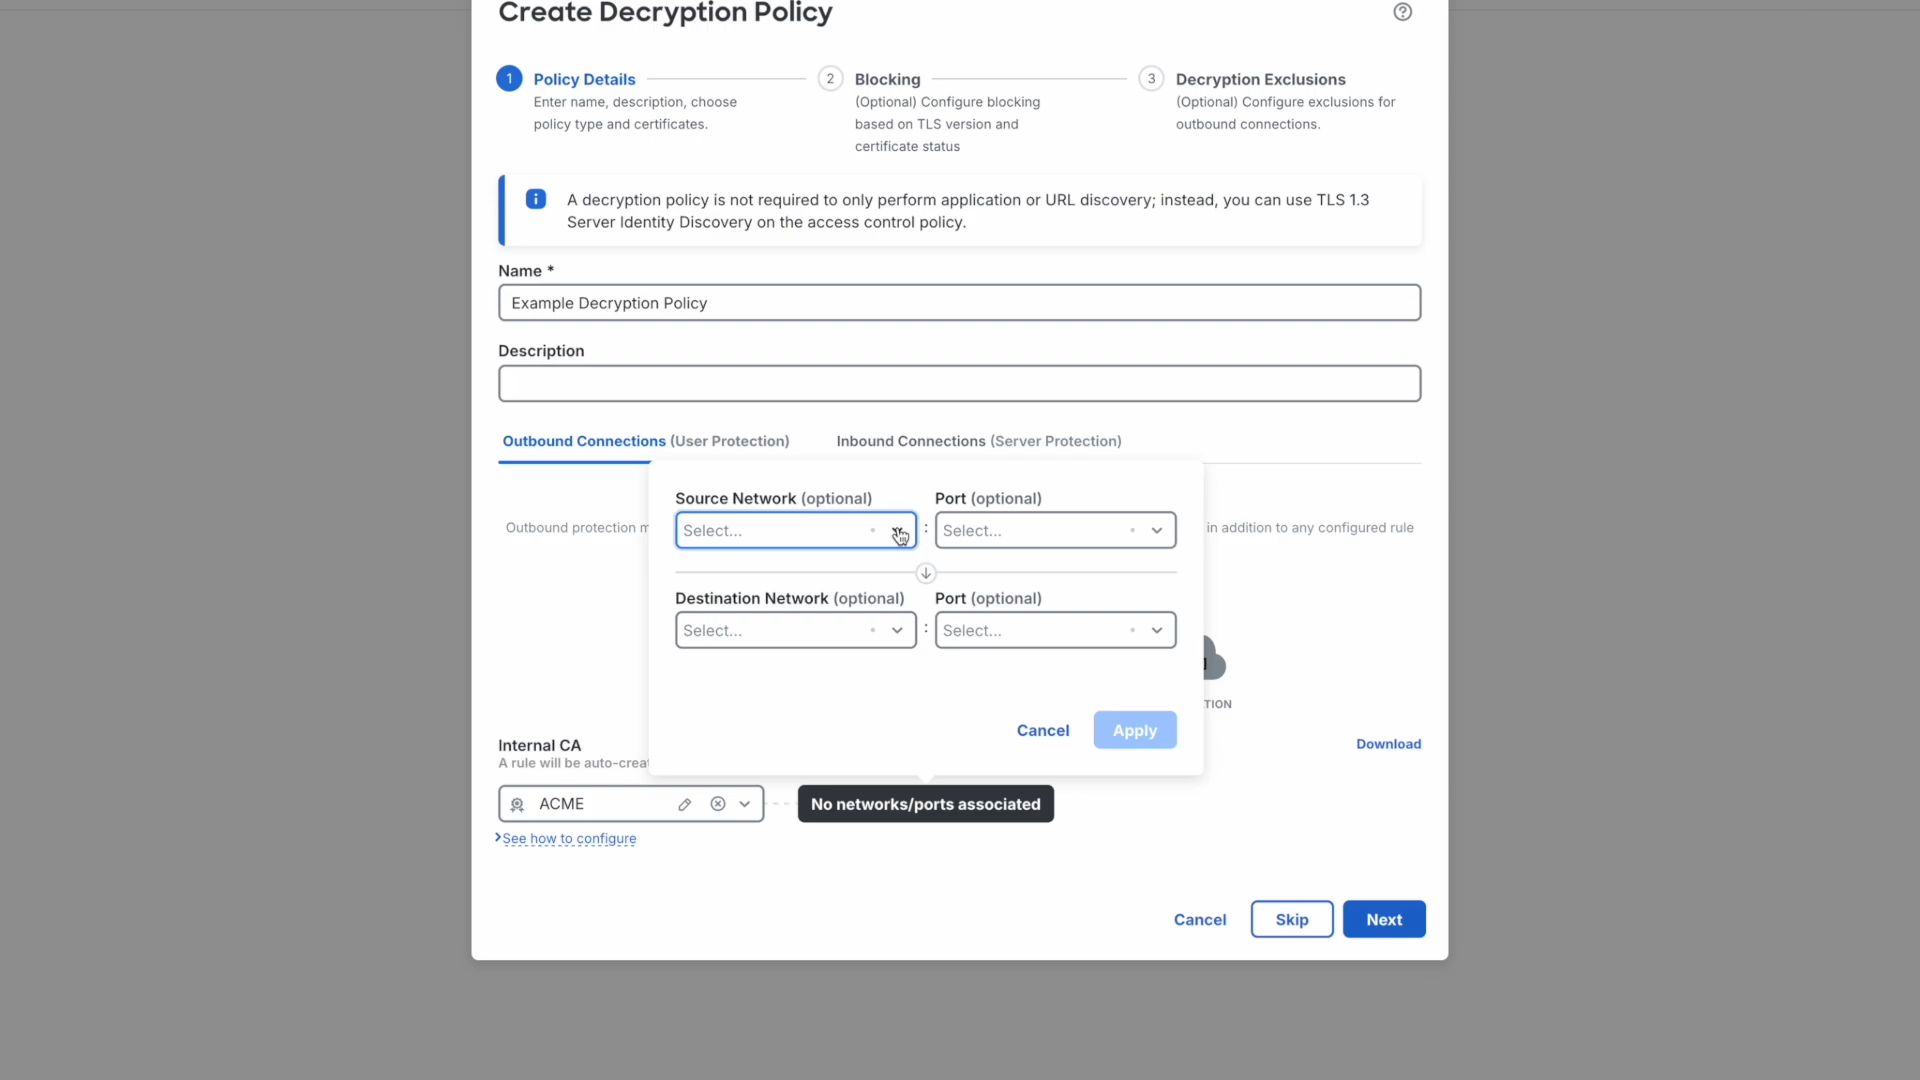 Create Decryption Policy
1 Policy Details
Enter name, description, choose
policy type and certificates.
2 Blocking
(Optional) Configure blocking
based on TLS version and
certificate status
3 Decryption Exclusions
(Optional) Configure exclusions for
outbound connections.
A decryption policy is not required to only perform application or URL discovery; instead, you can use TLS 1.3
Server Identity Discovery on the access control policy.
Name *
Example Decryption Policy
Description
Outbound Connections (User Protection)
Inbound Connections (Server Protection)
Outbound protection
in addition to any configured rule
Source Network (optional)
Port (optional)
Select...
:
Select...
Destination Network (optional)
Port (optional)
Select...
:
Select...
TION
Cancel
Apply
Internal CA
Download
A rule will be
ACME
No networks/ports associated
See how to configure
Cancel
Skip
Next